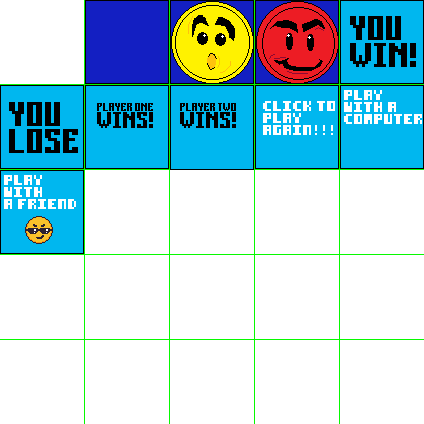 YOU
WIN!
YOU
LOSE
PLAYER ONE
WINS!
PLAYER TWO
WINS!
CLICK TO
PLAY
AGAIN!!!
PLAY
WITH A
COMPUTER
PLAY
WITH
A FRIEND